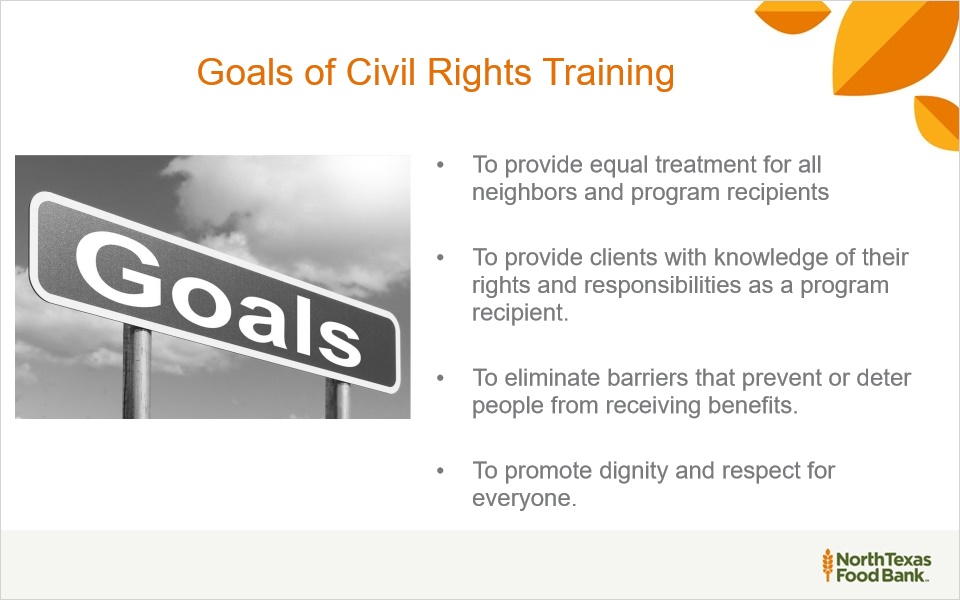 Goals of Civil Rights Training
Goals
• To provide equal treatment for all
neighbors and program recipients
• To provide clients with knowledge of their
rights and responsibilities as a program
recipient.
• To eliminate barriers that prevent or deter
people from receiving benefits.
• To promote dignity and respect for
everyone.
North Texas
Food Bank